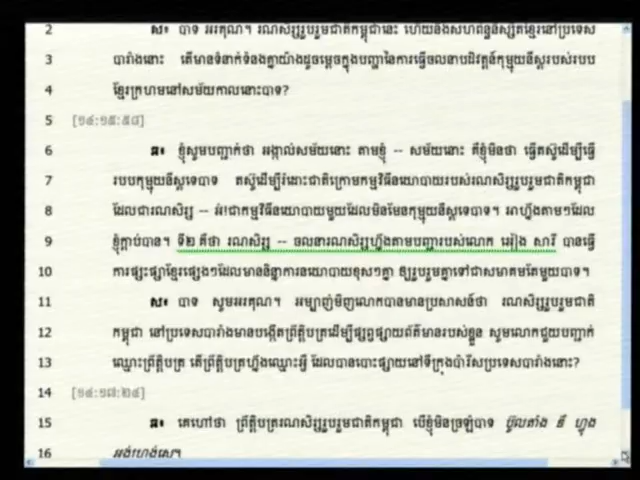 2 ស៖ បាទ អរគុណ។ រណសិរ្សរួបរួមជាតិកម្ពុជានេះ ហើយនឹងសហព័ន្ធនិស្សិតខ្មែរនៅប្រទេស
3 បារាំងនោះ តើមានទំនាក់ទំនងគ្នាយ៉ាងដូចម្តេចក្នុងបញ្ហានៃការធ្វើចលនាបដិវត្តន៍កុម្មុយនីស្តរបស់របប
4 ខ្មែរក្រហមនៅសម័យកាលនោះបាទ?
5 [១៤:១៥:៥៨]
6 ឆ៖ ខ្ញុំសូមបញ្ជាក់ថា អង្កាល់សម័យនោះ តាមខ្ញុំ -- សម័យនោះ គឺខ្ញុំមិនថា ធ្វើតស៊ូដើម្បីធ្វើ
7 របបកុម្មុយនីស្តទេបាទ តស៊ូដើម្បីរំដោះជាតិក្រោមកម្មវិធីនយោបាយរបស់រណសិរ្សរួបរួមជាតិកម្ពុជា
8 ដែលជារណសិរ្ស -- អ៎!ជាកម្មវិធីនយោបាយមួយដែលមិនមែនកុម្មុយនីស្តទេបាទ។ អាហ្នឹងតាមៗដែល
9 ខ្ញុំក្តាប់បាន។ ទី២ គឺថា រណសិរ្ស -- ចលនារណសិរ្សហ្នឹងតាមបញ្ជារបស់លោក អៀង សារី បានធ្វើ
10 ការផ្សះផ្សាខ្មែរផ្សេងៗដែលមាននិន្នាការនយោបាយខុសៗគ្នា ឱ្យរួបរួមគ្នាទៅជាសមាគមតែមួយបាទ។
11 ស៖ បាទ សូមអរគុណ។ អម្បាញ់មិញលោកបានមានប្រសាសន៍ថា រណសិរ្សរួបរួមជាតិ
12 កម្ពុជា នៅប្រទេសបារាំងមានបង្កើតព្រឹត្តិបត្រដើម្បីផ្សព្វផ្សាយព័ត៌មានរបស់ខ្លួន សូមលោកជួយបញ្ជាក់
13 ឈ្មោះព្រឹត្តិបត្រ តើព្រឹត្តិបត្រហ្នឹងឈ្មោះអ្វី ដែលបានបោះផ្សាយនៅទីក្រុងប៉ារីសប្រទេសបារាំងនោះ?
14 [១៤:១៧:២៤]
15 ឆ៖ គេហៅថា ព្រឹត្តិបត្ររណសិរ្សរួបរួមជាតិកម្ពុជា បើខ្ញុំមិនច្រឡំបាទ ប៊ូលតាំង ឌឺ ហ្វុង
16